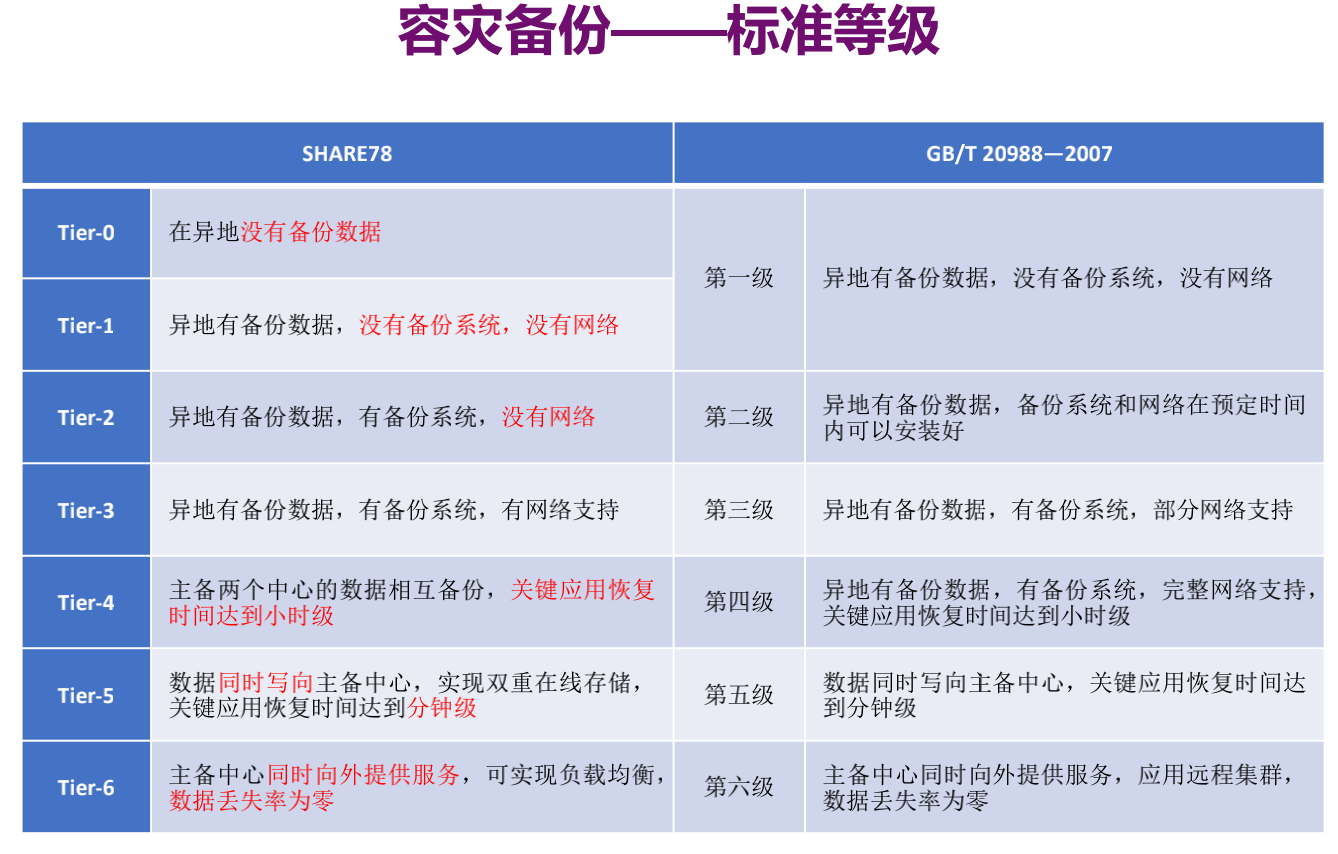 容灾备份——标准等级
SHARE78
GB/T 20988—2007
Tier-0
在异地没有备份数据
第一级
异地有备份数据，没有备份系统，没有网络
Tier-1
异地有备份数据，没有备份系统，没有网络
Tier-2
异地有备份数据，有备份系统，没有网络
第二级
异地有备份数据，备份系统和网络在预定时间
内可以安装好
Tier-3
异地有备份数据，有备份系统，有网络支持
第三级
异地有备份数据，有备份系统，部分网络支持
Tier-4
主备两个中心的数据相互备份，关键应用恢复
时间达到小时级
第四级
异地有备份数据，有备份系统，完整网络支持，
关键应用恢复时间达到小时级
Tier-5
数据同时写向主备中心，实现双重在线存储，
关键应用恢复时间达到分钟级
第五级
数据同时写向主备中心，关键应用恢复时间达
到分钟级
Tier-6
主备中心同时向外提供服务，可实现负载均衡，
数据丢失率为零
第六级
主备中心同时向外提供服务，应用远程集群，
数据丢失率为零